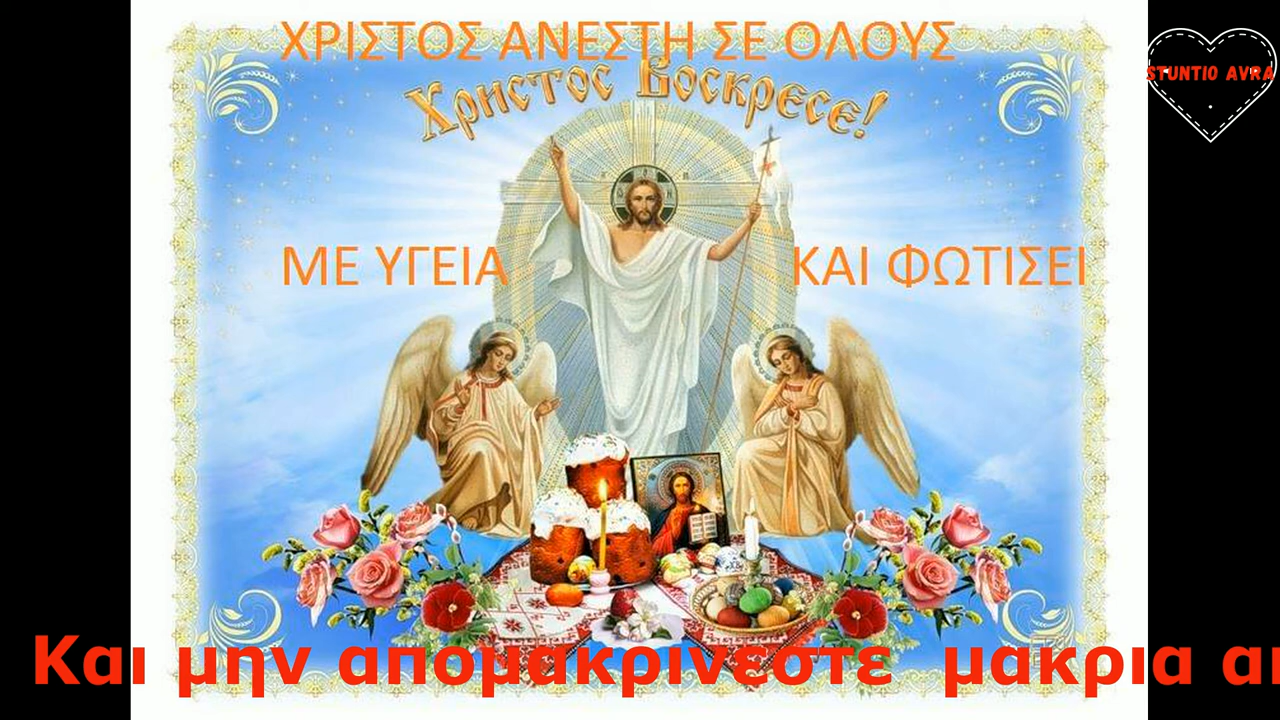 ΧΡΙΣΤΟΣ ΑΝΕΣΤΗ ΣΕ ΟΛΟΥΣ
Христос Воскресе!
STUNTIO AVRA
ΜΕ ΥΓΕΙΑ ΚΑΙ ΦΩΤΙΣΕΙ
Και μην απομακρινεστε μακρια